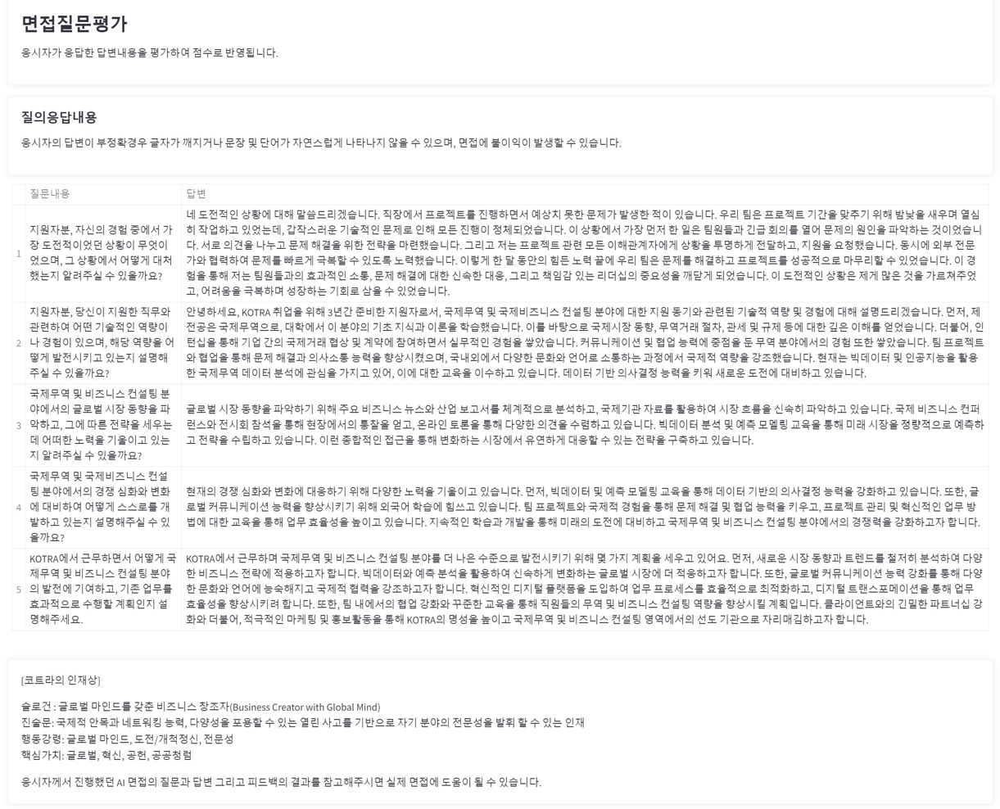 면접질문평가
응시자가 응답한 답변내용을 평가하여 점수로 반영됩니다.
질의응답내용
응시자의 답변이 부정확경우 글자가 깨지거나 문장 및 단어가 자연스럽게 나타나지 않을 수 있으며, 면접에 불이익이 발생할 수 있습니다.
질문내용
답변
1
지원자분, 자신의 경험 중에서 가
장 도전적이었던 상황이 무엇이
었으며, 그 상황에서 어떻게 대처
했는지 알려주실 수 있을까요?
네 도전적인 상황에 대해 말씀드리겠습니다. 직장에서 프로젝트를 진행하면서 예상치 못한 문제가 발생한 적이 있습니다. 우리 팀은 프로젝트 기간을 맞추기 위해 밤낮을 새우며 열심
히 작업하고 있었는데, 갑작스러운 기술적인 문제로 인해 모든 진행이 정체되었습니다. 이 상황에서 가장 먼저 한 일은 팀원들과 긴급 회의를 열어 문제의 원인을 파악하는 것이었습니
다. 서로 의견을 나누고 문제 해결을 위한 전략을 마련했습니다. 그리고 저는 프로젝트 관련 모든 이해관계자에게 상황을 투명하게 전달하고, 지원을 요청했습니다. 동시에 외부 전문
가와 협력하여 문제를 빠르게 극복할 수 있도록 노력했습니다. 이렇게 한 달 동안의 힘든 노력 끝에 우리 팀은 문제를 해결하고 프로젝트를 성공적으로 마무리할 수 있었습니다. 이 경
험을 통해 저는 팀원들과의 효과적인 소통, 문제 해결에 대한 신속한 대응, 그리고 책임감 있는 리더십의 중요성을 깨닫게 되었습니다. 이 도전적인 상황은 제게 많은 것을 가르쳐주었
고, 어려움을 극복하며 성장하는 기회로 삼을 수 있었습니다.
2
지원자분, 당신이 지원한 직무와
관련하여 어떤 기술적인 역량이
나 경험이 있으며, 해당 역량을 어
떻게 발전시키고 있는지 설명해
주실 수 있을까요?
안녕하세요, KOTRA 취업을 위해 3년간 준비한 지원자로서, 국제무역 및 국제비즈니스 컨설팅 분야에 대한 지원 동기와 관련된 기술적 역량 및 경험에 대해 설명드리겠습니다. 먼저, 제
전공은 국제무역으로, 대학에서 이 분야의 기초 지식과 이론을 학습했습니다. 이를 바탕으로 국제시장 동향, 무역거래 절차, 관세 및 규제 등에 대한 깊은 이해를 얻었습니다. 더불어, 인
턴십을 통해 기업 간의 국제거래 협상 및 계약에 참여하면서 실무적인 경험을 쌓았습니다. 커뮤니케이션 및 협업 능력에 중점을 둔 무역 분야에서의 경험 또한 쌓았습니다. 팀 프로젝트
와 협업을 통해 문제 해결과 의사소통 능력을 향상시켰으며, 국내외에서 다양한 문화와 언어로 소통하는 과정에서 국제적 역량을 강조했습니다. 현재는 빅데이터 및 인공지능을 활용
한 국제무역 데이터 분석에 관심을 가지고 있어, 이에 대한 교육을 이수하고 있습니다. 데이터 기반 의사결정 능력을 키워 새로운 도전에 대비하고 있습니다.
3
국제무역 및 비즈니스 컨설팅 분
야에서의 글로벌 시장 동향을 파
악하고, 그에 따른 전략을 세우는
데 어떠한 노력을 기울이고 있는
지 알려주실 수 있을까요?
글로벌 시장 동향을 파악하기 위해 주요 비즈니스 뉴스와 산업 보고서를 체계적으로 분석하고, 국제기관 자료를 활용하여 시장 흐름을 신속히 파악하고 있습니다. 국제 비즈니스 컨퍼
런스와 전시회 참석을 통해 현장에서의 통찰을 얻고, 온라인 토론을 통해 다양한 의견을 수렴하고 있습니다. 빅데이터 분석 및 예측 모델링 교육을 통해 미래 시장을 정량적으로 예측하
고 전략을 수립하고 있습니다. 이런 종합적인 접근을 통해 변화하는 시장에서 유연하게 대응할 수 있는 전략을 구축하고 있습니다.
4
국제무역 및 국제비즈니스 컨설
팅 분야에서의 경쟁 심화와 변화
에 대비하여 어떻게 스스로를 개
발하고 있는지 설명해주실 수 있
을까요?
현재의 경쟁 심화와 변화에 대응하기 위해 다양한 노력을 기울이고 있습니다. 먼저, 빅데이터 및 예측 모델링 교육을 통해 데이터 기반의 의사결정 능력을 강화하고 있습니다. 또한, 글
로벌 커뮤니케이션 능력을 향상시키기 위해 외국어 학습에 힘쓰고 있습니다. 팀 프로젝트와 국제적 경험을 통해 문제 해결 및 협업 능력을 키우고, 프로젝트 관리 및 혁신적인 업무 방
법에 대한 교육을 통해 업무 효율성을 높이고 있습니다. 지속적인 학습과 개발을 통해 미래의 도전에 대비하고 국제무역 및 비즈니스 컨설팅 분야에서의 경쟁력을 강화하고자 합니다.
5
KOTRA에서 근무하면서 어떻게 국
제무역 및 비즈니스 컨설팅 분야
의 발전에 기여하고, 기존 업무를
효과적으로 수행할 계획인지 설
명해주세요.
KOTRA에서 근무하며 국제무역 및 비즈니스 컨설팅 분야를 더 나은 수준으로 발전시키기 위해 몇 가지 계획을 세우고 있어요. 먼저, 새로운 시장 동향과 트렌드를 철저히 분석하여 다양
한 비즈니스 전략에 적용하고자 합니다. 빅데이터와 예측 분석을 활용하여 신속하게 변화하는 글로벌 시장에 더 적응하고자 합니다. 또한, 글로벌 커뮤니케이션 능력 강화를 통해 다양
한 문화와 언어에 능숙해지고 국제적 협력을 강조하고자 합니다. 혁신적인 디지털 플랫폼을 도입하여 업무 프로세스를 효율적으로 최적화하고, 디지털 트랜스포메이션을 통해 업무
효율성을 향상시키려 합니다. 또한, 팀 내에서의 협업 강화와 꾸준한 교육을 통해 직원들의 무역 및 비즈니스 컨설팅 역량을 향상시킬 계획입니다. 클라이언트와의 긴밀한 파트너십 강
화와 더불어, 적극적인 마케팅 및 홍보활동을 통해 KOTRA의 명성을 높이고 국제무역 및 비즈니스 컨설팅 영역에서의 선도 기관으로 자리매김하고자 합니다.
[코트라의 인재상]
슬로건 : 글로벌 마인드를 갖춘 비즈니스 창조자(Business Creator with Global Mind)
진술문: 국제적 안목과 네트워킹 능력, 다양성을 포용할 수 있는 열린 사고를 기반으로 자기 분야의 전문성을 발휘 할 수 있는 인재
행동강령: 글로벌 마인드, 도전/개척정신, 전문성
핵심가치: 글로벌, 혁신, 공헌, 공공청렴
응시자께서 진행했던 AI 면접의 질문과 답변 그리고 피드백의 결과를 참고해주시면 실제 면접에 도움이 될 수 있습니다.